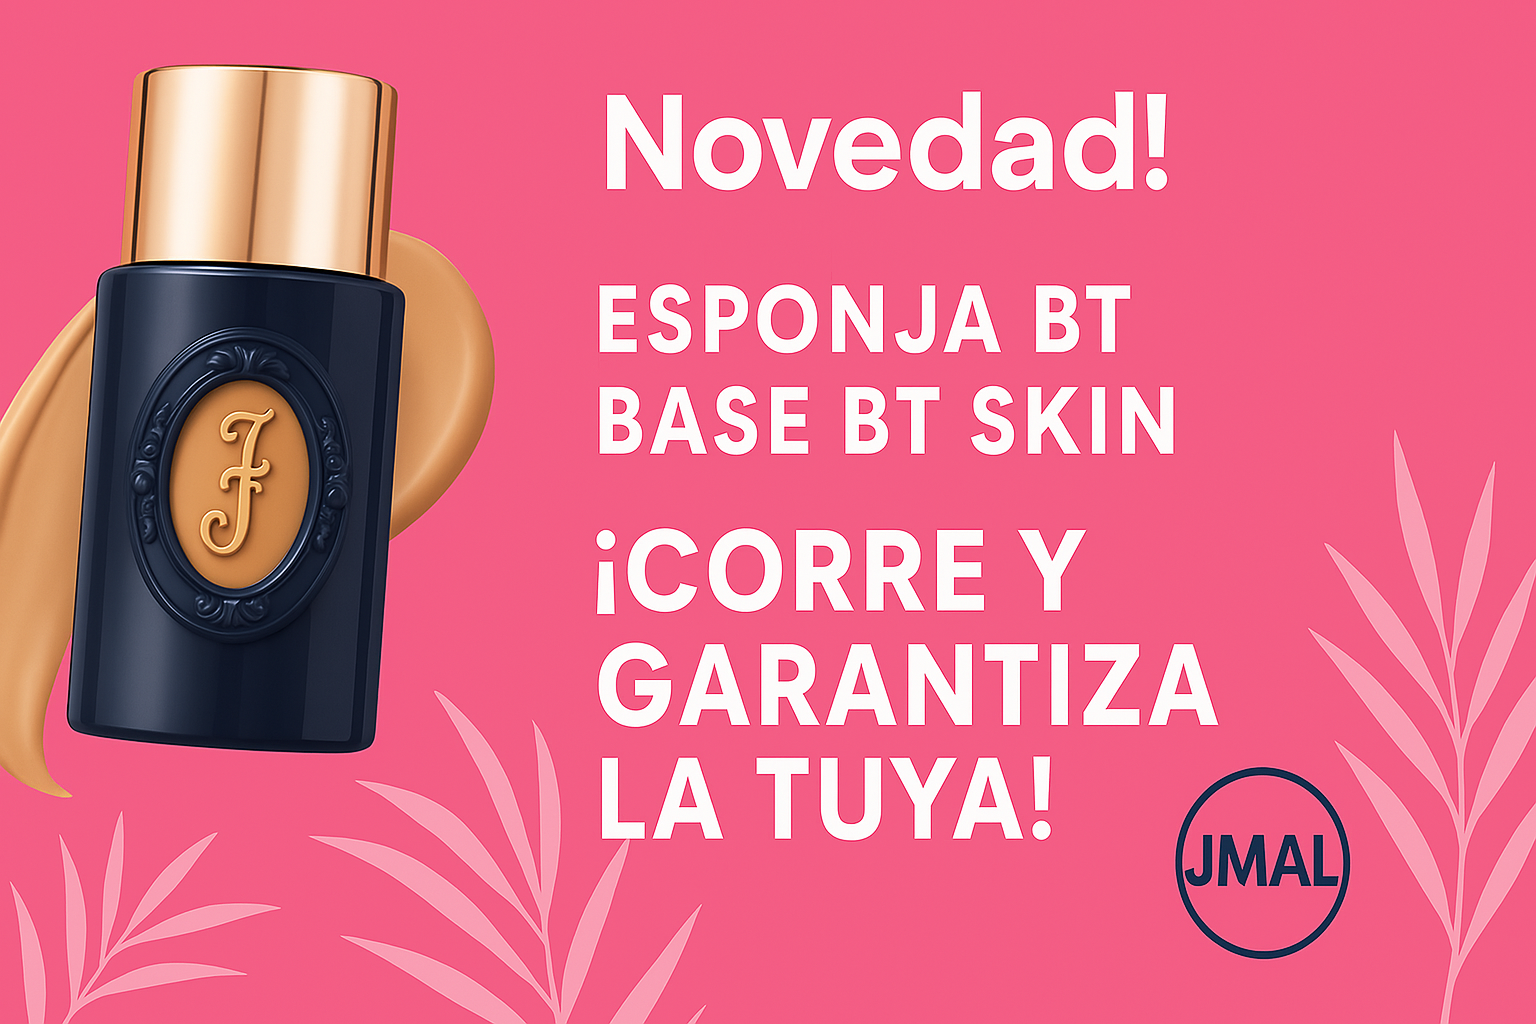 Novedad!
ESPONJA BT
BASE BT SKIN
¡CORRE Y
GARANTIZA
LA TUYA!
J
JMAL